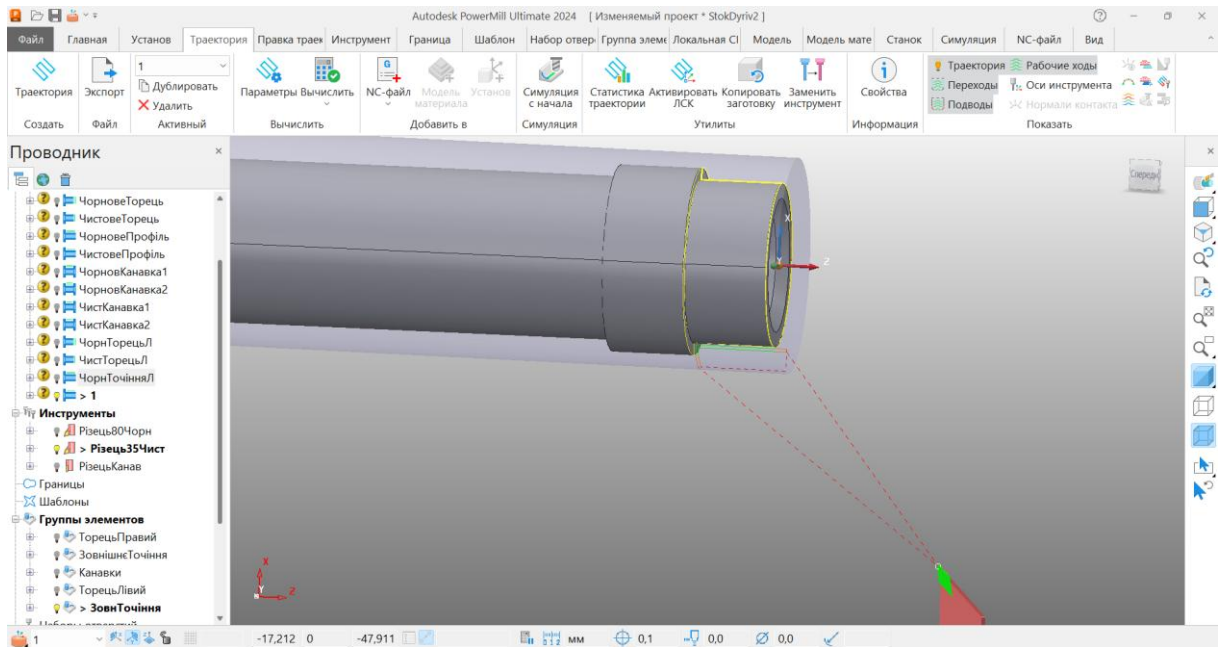 Autodesk PowerMill Ultimate 2024 [ Изменяемый проект * StokDyriv2 ]
Файл Главная Установ Траектория Правка траек Инструмент Граница Шаблон Набор отвер Группа элеме Локальная СІ Модель Модель мате Станок Симуляция NC-файл Вид
1
Дублировать
Удалить
Траектория Экспорт Параметры Вычислить NC-файл Модель материала Установ Симуляция с начала Статистика траектории Активировать ЛСК Копировать заготовку Заменить инструмент Свойства
Траектория Рабочие ходы
Переходы Оси инструмента
Подводы Нормали контакта
Создать Файл Активный Вычислить Добавить в Симуляция Утилиты Информация Показать
Проводник
ЧорновеТорець
ЧистовеТорець
ЧорновеПрофіль
ЧистовеПрофіль
ЧорновКанавка1
ЧорновКанавка2
ЧистКанавка1
ЧистКанавка2
ЧорнТорецьЛ
ЧистТорецьЛ
ЧорнТочінняЛ
> 1
Инструменты
Різець80Чорн
> Різець35Чист
РізецьКанав
Границы
Шаблоны
Группы элементов
ТорецьПравий
ЗовнішнєТочіння
Канавки
ТорецьЛівий
> ЗовнТочіння
Наборы отверстий
Спереди
X
Y
Z
X
Y
Z
1 -17,212 0 -47,911 мм 0,1 0,0 0,0